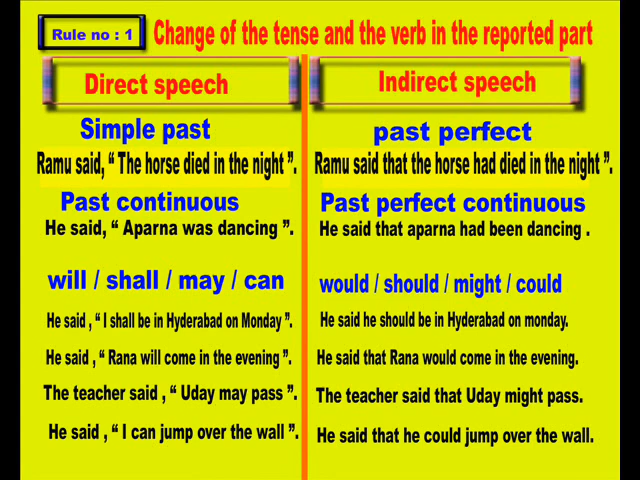 Rule no : 1
Change of the tense and the verb in the reported part
Direct speech
Simple past
Ramu said, “ The horse died in the night ”.
Past continuous
He said, “ Aparna was dancing ”.
will / shall / may / can
He said , “ I shall be in Hyderabad on Monday ”.
He said , “ Rana will come in the evening ”.
The teacher said , “ Uday may pass ”.
He said , “ I can jump over the wall ”.
Indirect speech
past perfect
Ramu said that the horse had died in the night ”.
Past perfect continuous
He said that aparna had been dancing .
would / should / might / could
He said he should be in Hyderabad on monday.
He said that Rana would come in the evening.
The teacher said that Uday might pass.
He said that he could jump over the wall.